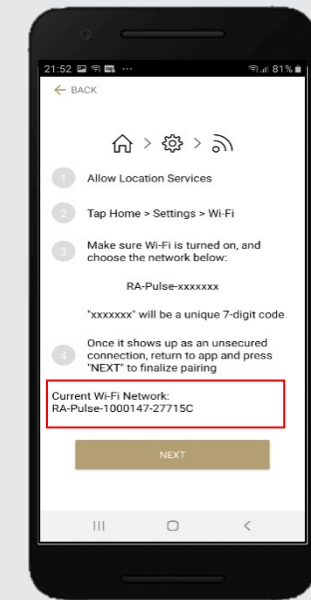 21:52 ... 81%
← BACK
> >
1 Allow Location Services
2 Tap Home > Settings > Wi-Fi
3 Make sure Wi-Fi is turned on, and
choose the network below:
RA-Pulse-xxxxxxx
"xxxxxxx" will be a unique 7-digit code
Once it shows up as an unsecured
4 connection, return to app and press
"NEXT" to finalize pairing
Current Wi-Fi Network:
RA-Pulse-1000147-27715C
NEXT